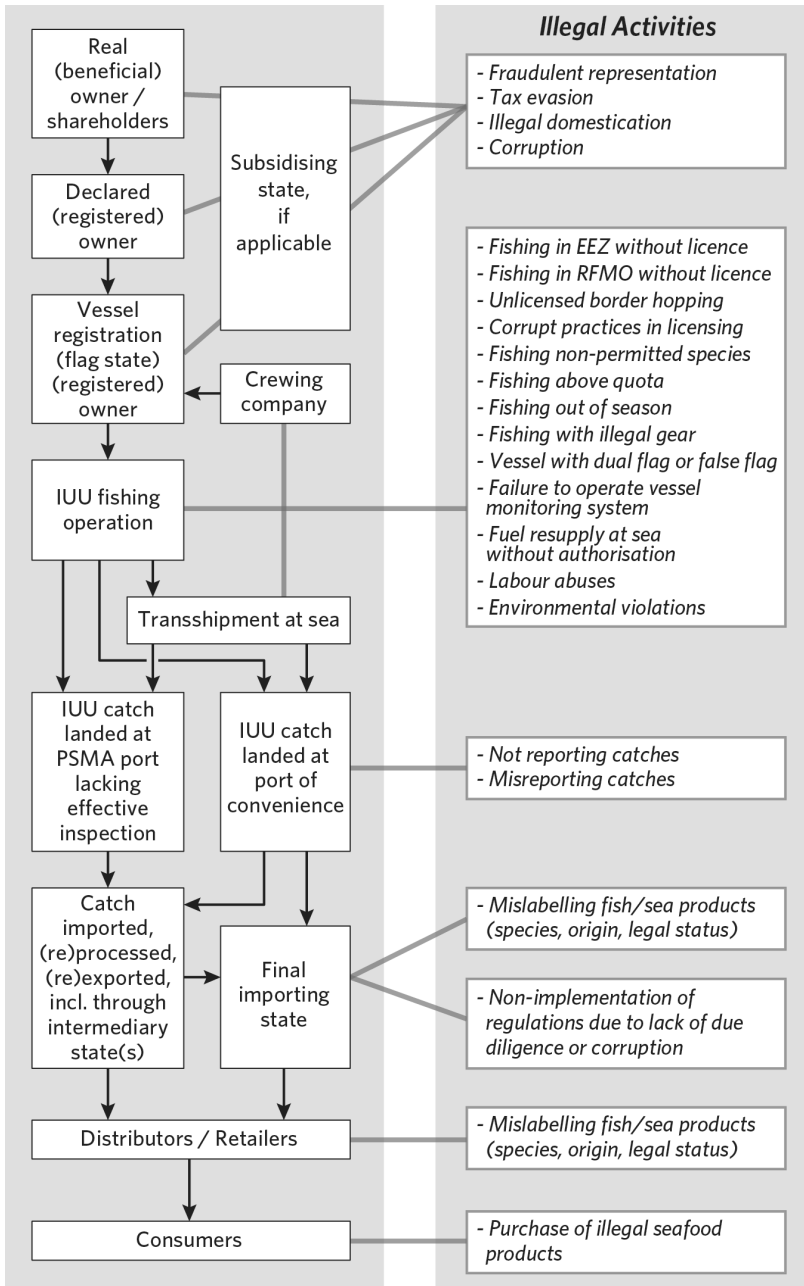 Illegal Activities
Real
(beneficial)
owner /
shareholders
Declared
(registered)
owner
Vessel
registration
(flag state)
(registered)
owner
Subsidising
state,
if
applicable
Crewing
company
IUU fishing
operation
Transshipment at sea
IUU catch
landed at
PSMA port
lacking
effective
inspection
IUU catch
landed at
port of
convenience
Catch
imported,
(re)processed,
(re)exported,
incl. through
intermediary
state(s)
Final
importing
state
Distributors / Retailers
Consumers
- Fraudulent representation
- Tax evasion
- Illegal domestication
- Corruption
- Fishing in EEZ without licence
- Fishing in RFMO without licence
- Unlicensed border hopping
- Corrupt practices in licensing
- Fishing non-permitted species
- Fishing above quota
- Fishing out of season
- Fishing with illegal gear
- Vessel with dual flag or false flag
- Failure to operate vessel
monitoring system
- Fuel resupply at sea
without authorisation
- Labour abuses
- Environmental violations
- Not reporting catches
- Misreporting catches
- Mislabelling fish/sea products
(species, origin, legal status)
- Non-implementation of
regulations due to lack of due
diligence or corruption
- Mislabelling fish/sea products
(species, origin, legal status)
- Purchase of illegal seafood
products